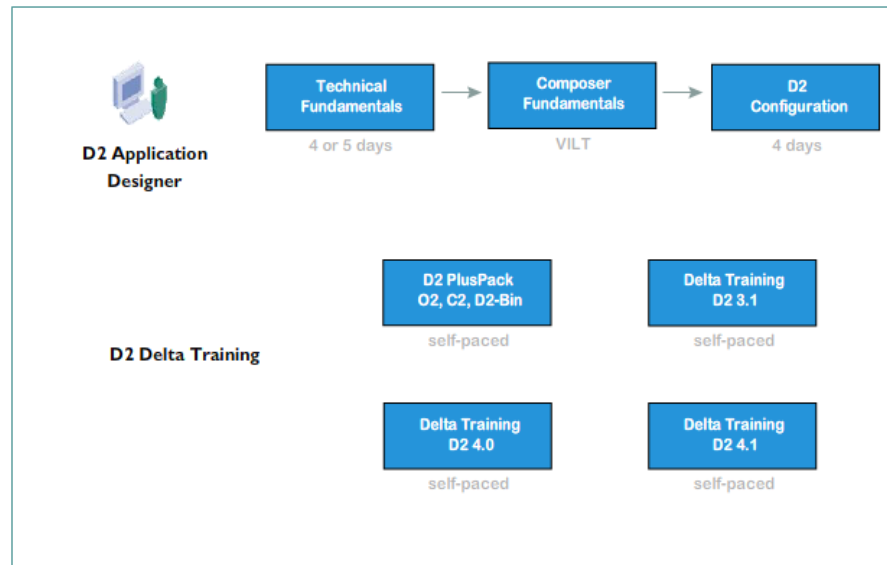 Technical
Fundamentals
4 or 5 days
Composer
Fundamentals
VILT
D2
Configuration
4 days
D2 Application
Designer
D2 PlusPack
O2, C2, D2-Bin
self-paced
Delta Training
D2 3.1
self-paced
D2 Delta Training
Delta Training
D2 4.0
self-paced
Delta Training
D2 4.1
self-paced